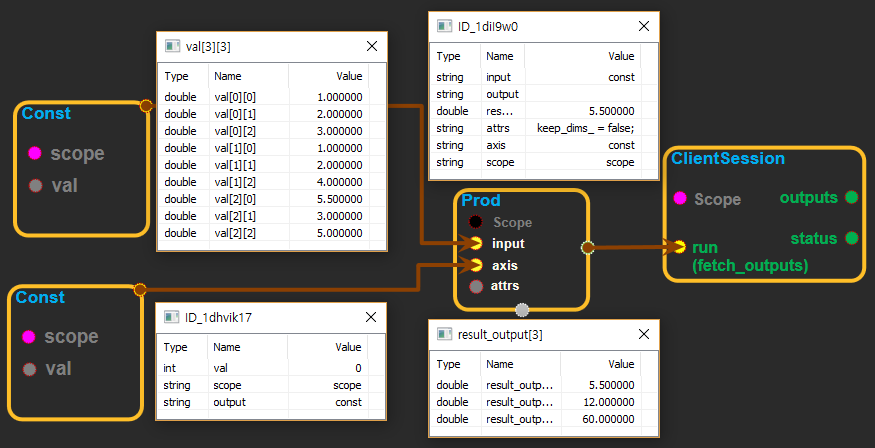 val[3][3]
Type Name Value
double val[0][0] 1.000000
double val[0][1] 2.000000
double val[0][2] 3.000000
double val[1][0] 1.000000
double val[1][1] 2.000000
double val[1][2] 4.000000
double val[2][0] 5.500000
double val[2][1] 3.000000
double val[2][2] 5.000000
ID_1dil9w0
Type Name Value
string input const
string output
double res... 5.500000
string attrs keep_dims_ = false;
string axis const
string scope scope
Const
scope
val
Prod
Scope
input
axis
attrs
ClientSession
Scope
outputs
status
run
(fetch_outputs)
Const
scope
val
ID_1dhvik17
Type Name Value
int val 0
string scope scope
string output const
result_output[3]
Type Name Value
double result_outp... 5.500000
double result_outp... 12.000000
double result_outp... 60.000000